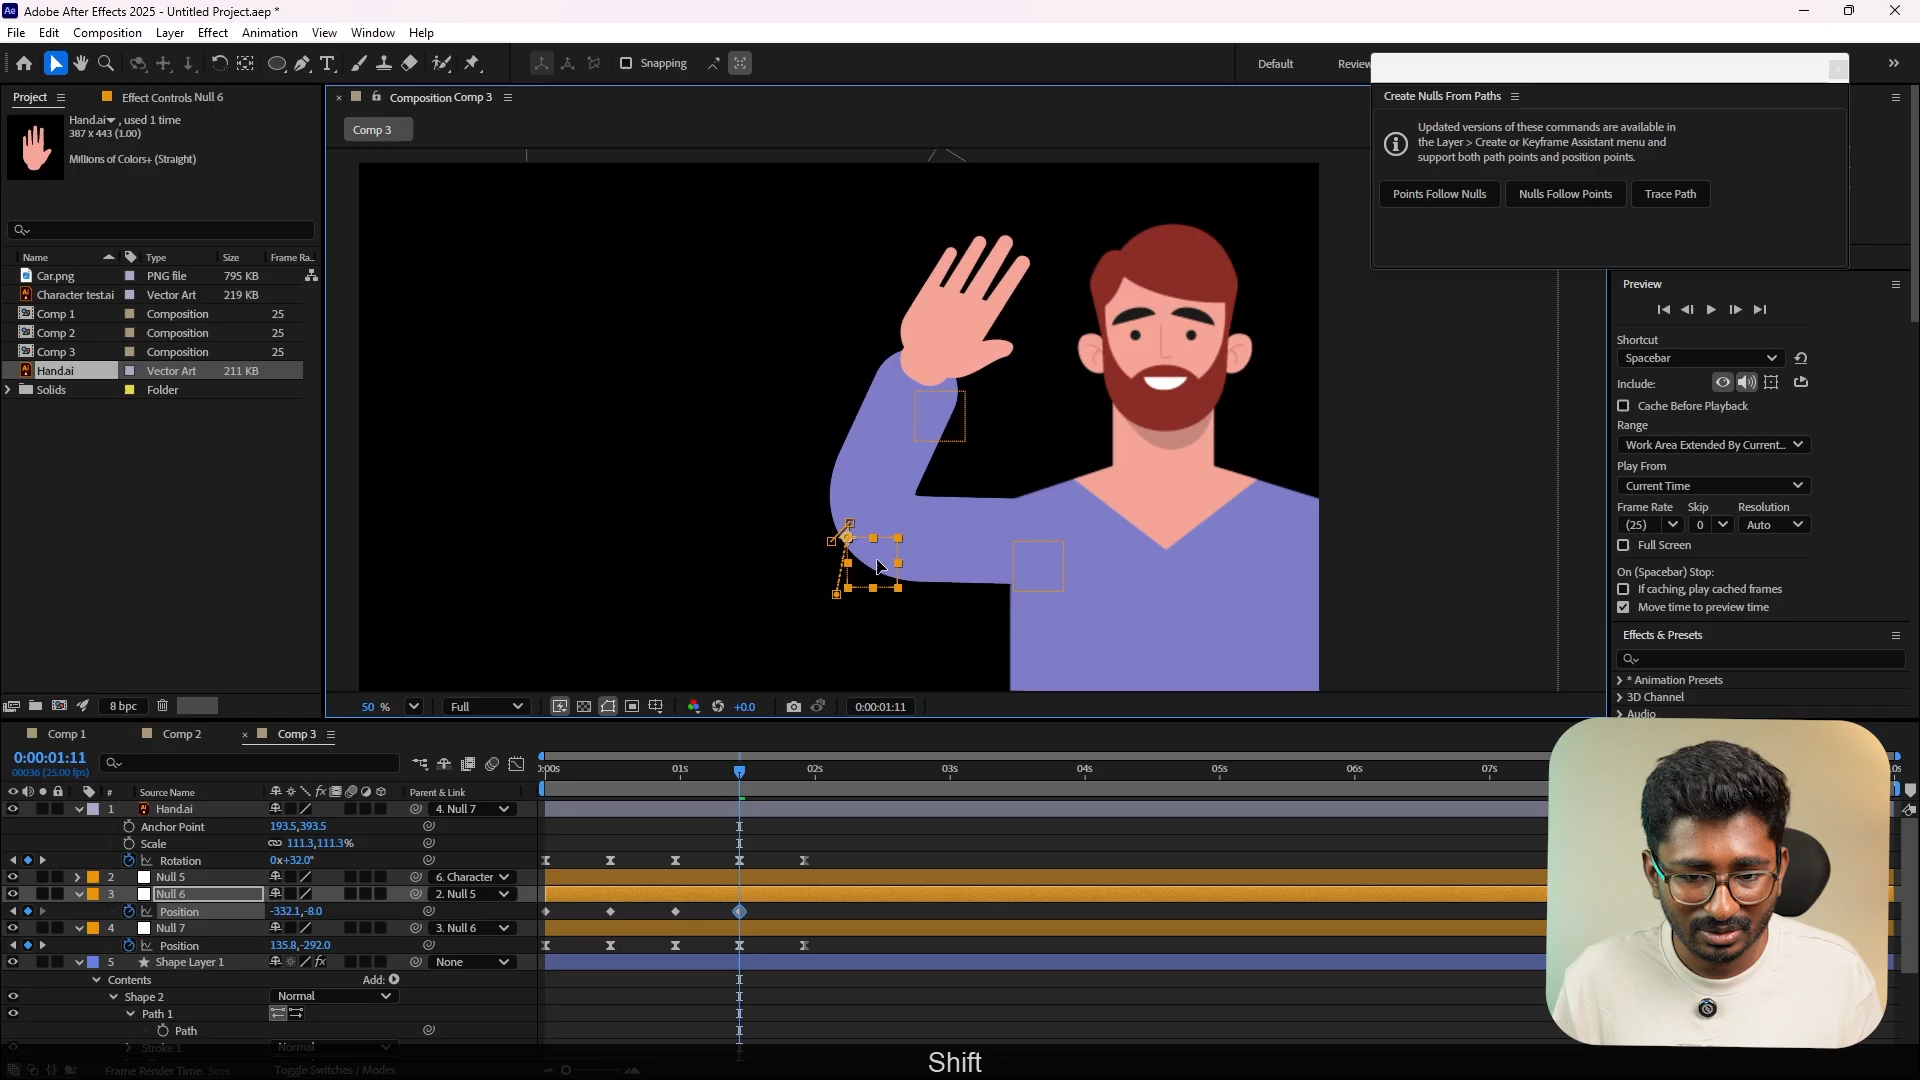 Ae Adobe After Effects 2025 - Untitled Project.aep *
File Edit Composition Layer Effect Animation View Window Help
Snapping
Default
Review
Project
Effect Controls Null 6
Composition Comp 3
Comp 3
Hand.ai , used 1 time
387 x 443 (1.00)
Millions of Colors+ (Straight)
Name Type Size Frame Ra..
Car.png PNG file 795 KB
Character test.ai Vector Art 219 KB
Comp 1 Composition 25
Comp 2 Composition 25
Comp 3 Composition 25
Hand.ai Vector Art 211 KB
Solids Folder
8 bpc
50 %
Full
+0.0
0:00:01:11
Create Nulls From Paths
Updated versions of these commands are available in
the Layer > Create or Keyframe Assistant menu and
support both path points and position points.
Points Follow Nulls
Nulls Follow Points
Trace Path
Preview
Shortcut
Spacebar
Include:
Cache Before Playback
Range
Work Area Extended By Current...
Play From
Current Time
Frame Rate Skip Resolution
(25) 0 Auto
Full Screen
On (Spacebar) Stop:
If caching, play cached frames
Move time to preview time
Effects & Presets
* Animation Presets
3D Channel
Audio
Comp 1
Comp 2
Comp 3
0:00:01:11
00036 (25.00 fps)
0:00s 01s 02s 03s 04s 05s 06s 07s
# Source Name Parent & Link
1 Hand.ai 4. Null 7
Anchor Point 193.5,393.5
Scale 111.3,111.3%
Rotation 0x+32.0°
2 Null 5 6. Character
3 Null 6 2. Null 5
Position -332.1,-8.0
4 Null 7 3. Null 6
Position 135.8,-292.0
5 Shape Layer 1 None
Contents Add:
Shape 2 Normal
Path 1
Path
Stroke 1 Normal
Frame Render Time: 5ms
Toggle Switches / Modes
Shift